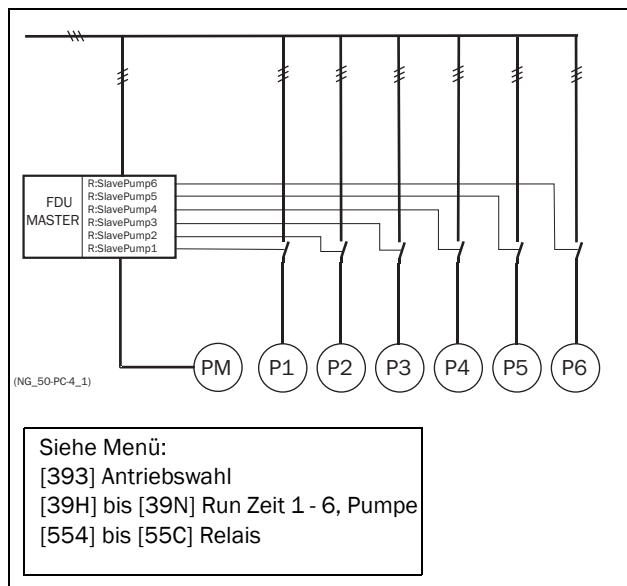 FDU
MASTER
R:SlavePump6
R:SlavePump5
R:SlavePump4
R:SlavePump3
R:SlavePump2
R:SlavePump1
PM
P1
P2
P3
P4
P5
P6
(NG_50-PC-4_1)
Siehe Menü:
[393] Antriebswahl
[39H] bis [39N] Run Zeit 1 - 6, Pumpe
[554] bis [55C] Relais